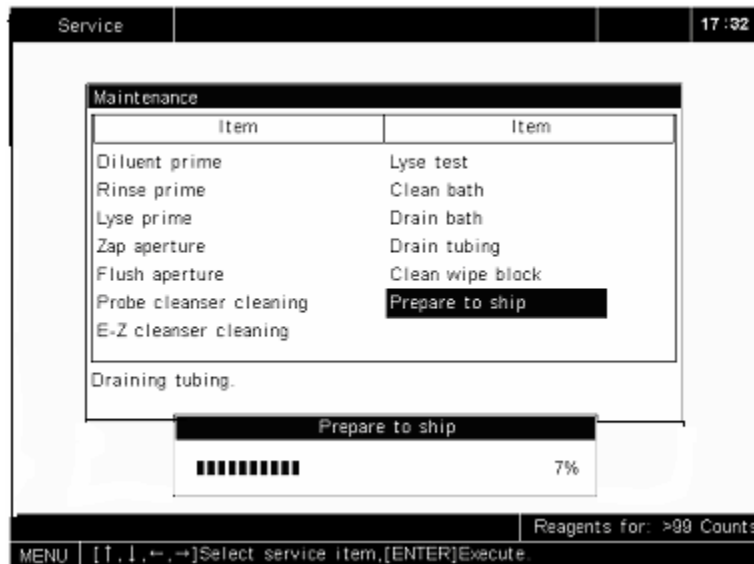 Service 17:32
Maintenance
Item Item
Diluent prime Lyse test
Rinse prime Clean bath
Lyse prime Drain bath
Zap aperture Drain tubing
Flush aperture Clean wipe block
Probe cleanser cleaning Prepare to ship
E-Z cleanser cleaning
Draining tubing.
Prepare to ship
7%
Reagents for: >99 Counts
MENU [↑,↓,←,→]Select service item,[ENTER]Execute.